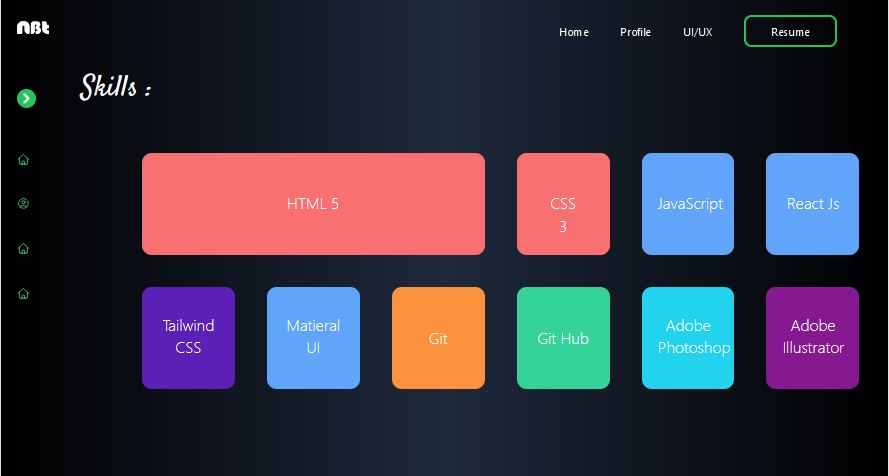 NBt
Home Profile UI/UX Resume
Skills :
HTML 5
CSS
3
JavaScript
React Js
Tailwind
CSS
Matieral
UI
Git
Git Hub
Adobe
Photoshop
Adobe
Illustrator